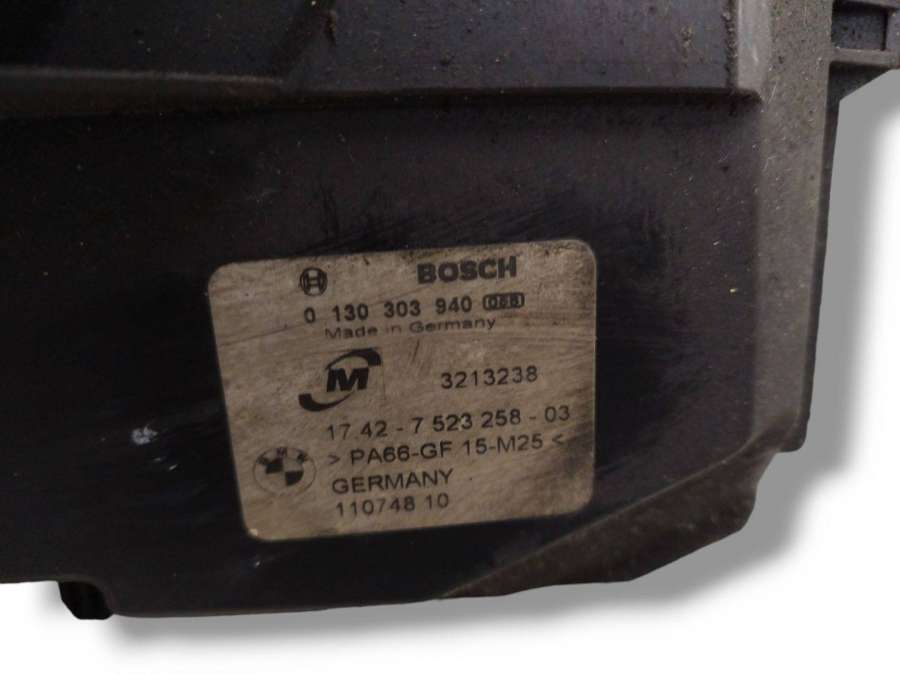 BOSCH
0 130 303 940
Made in Germany
M
3213238
17 42 - 7 523 258 - 03
BMW
> PA66-GF 15-M25 <
GERMANY
110748 10